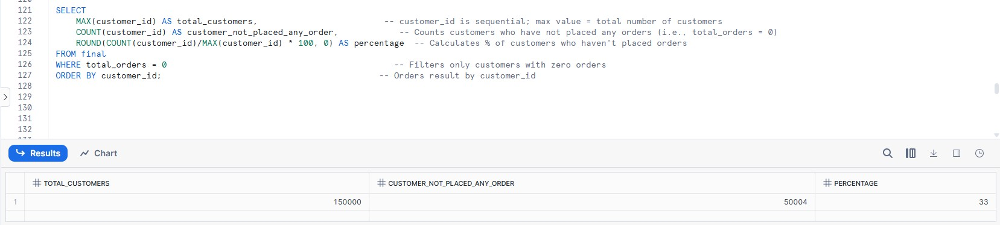 121 SELECT
122 MAX(customer_id) AS total_customers, -- customer_id is sequential; max value = total number of customers
123 COUNT(customer_id) AS customer_not_placed_any_order, -- Counts customers who have not placed any orders (i.e., total_orders = 0)
124 ROUND(COUNT(customer_id)/MAX(customer_id) * 100, 0) AS percentage -- Calculates % of customers who haven't placed orders
125 FROM final
126 WHERE total_orders = 0 -- Filters only customers with zero orders
127 ORDER BY customer_id; -- Orders result by customer_id
128
129
130
131
132
Results Chart
TOTAL_CUSTOMERS CUSTOMER_NOT_PLACED_ANY_ORDER PERCENTAGE
1 150000 50004 33